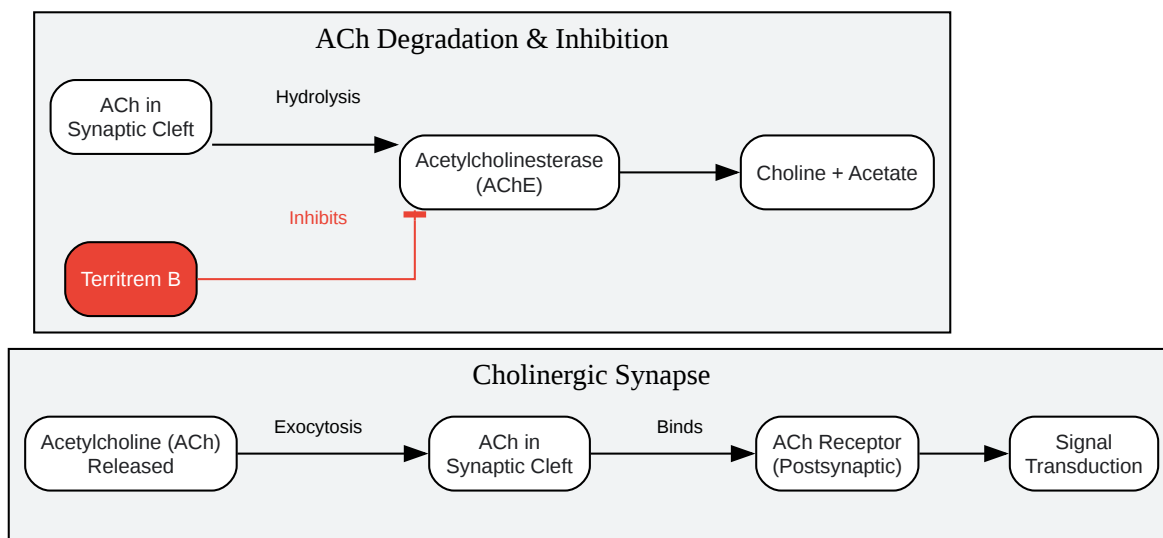 ACh Degradation & Inhibition
ACh in
Synaptic Cleft
Hydrolysis
Acetylcholinesterase
(AChE)
Choline + Acetate
Inhibits
Territrem B
Cholinergic Synapse
Acetylcholine (ACh)
Released
Exocytosis
ACh in
Synaptic Cleft
Binds
ACh Receptor
(Postsynaptic)
Signal
Transduction